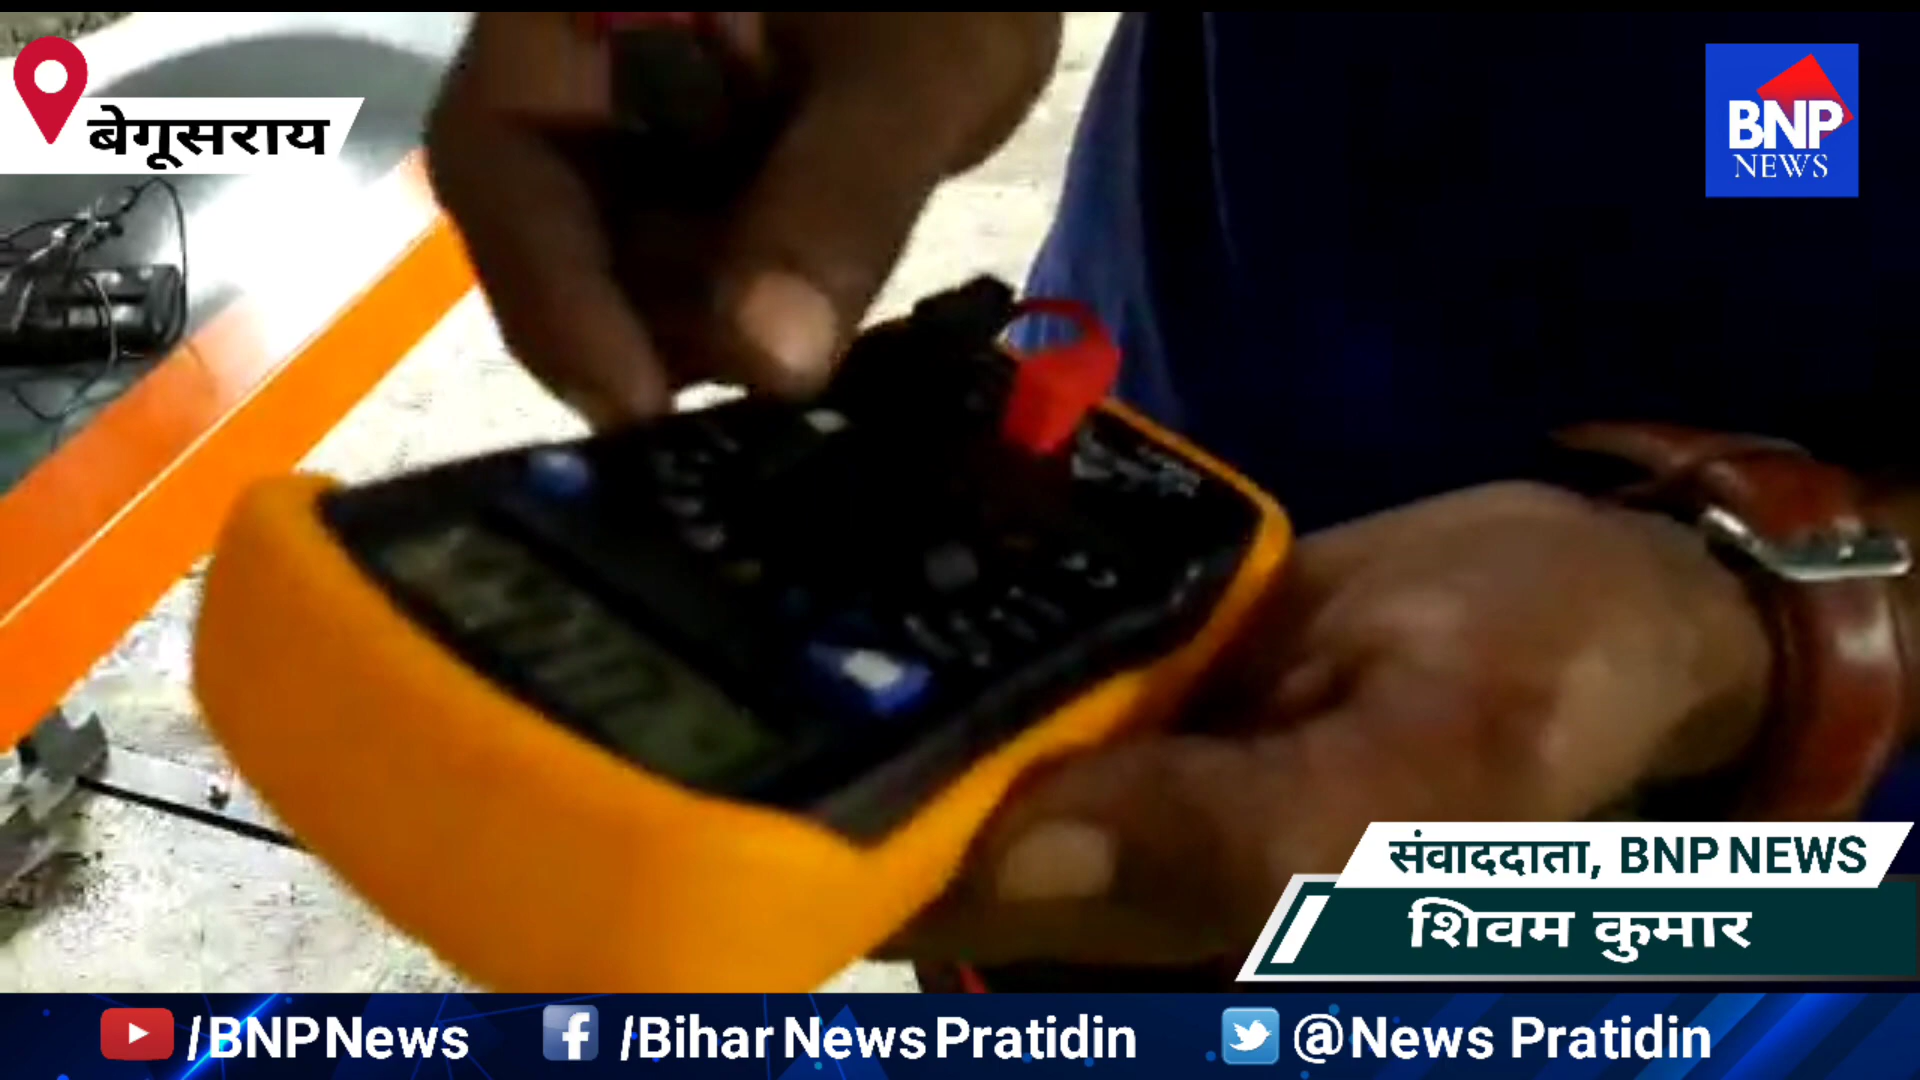 बेगूसराय
BNP
NEWS
संवाददाता, BNP NEWS
शिवम कुमार
/BNPNews
/Bihar News Pratidin
@News Pratidin